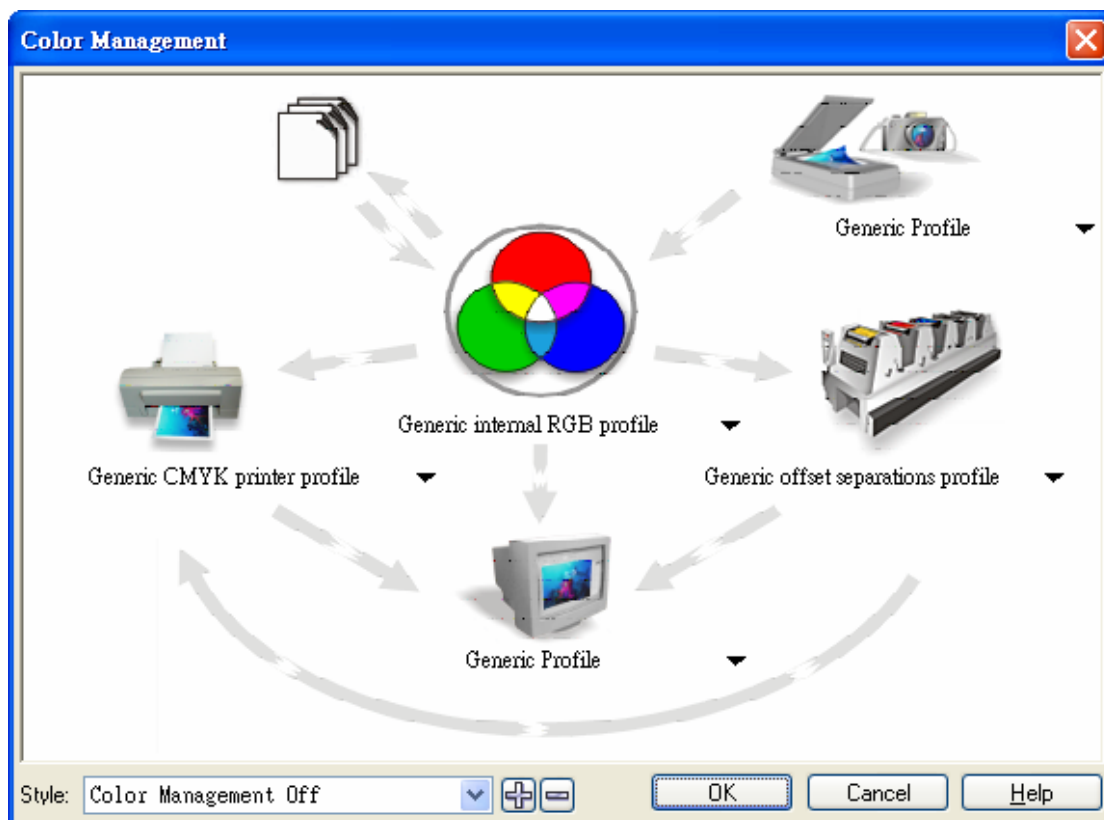 Color Management
Generic Profile
Generic internal RGB profile
Generic CMYK printer profile
Generic offset separations profile
Generic Profile
Style: Color Management Off OK Cancel Help